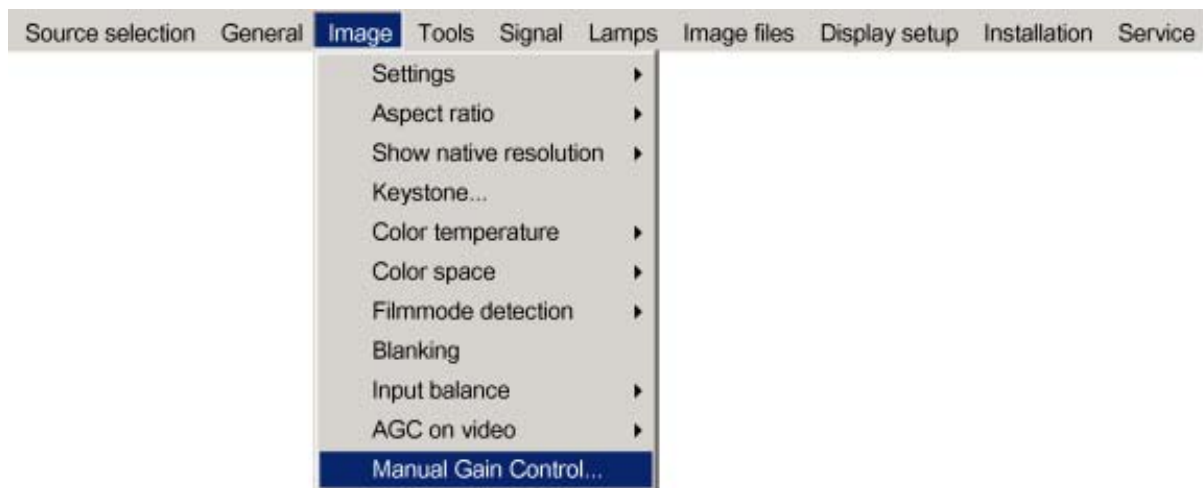 Source selection General Image Tools Signal Lamps Image files Display setup Installation Service
Settings
Aspect ratio
Show native resolution
Keystone...
Color temperature
Color space
Filmmode detection
Blanking
Input balance
AGC on video
Manual Gain Control...